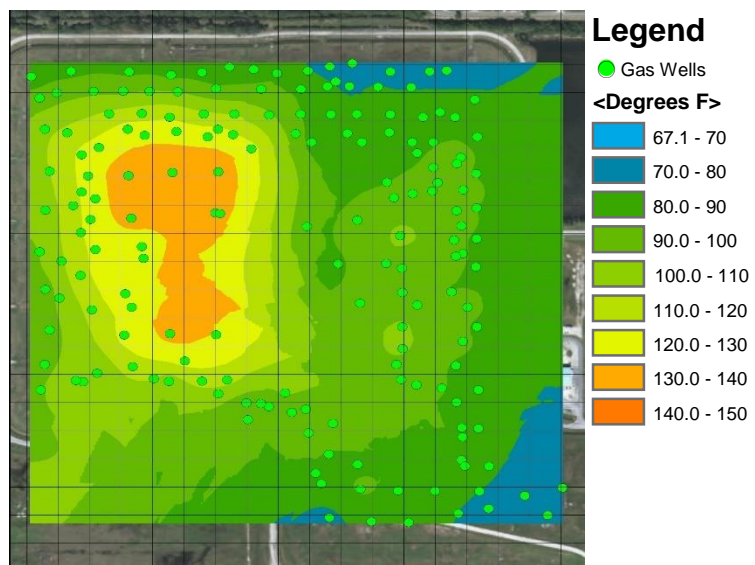 Legend
Gas Wells
<Degrees F>
67.1 - 70
70.0 - 80
80.0 - 90
90.0 - 100
100.0 - 110
110.0 - 120
120.0 - 130
130.0 - 140
140.0 - 150